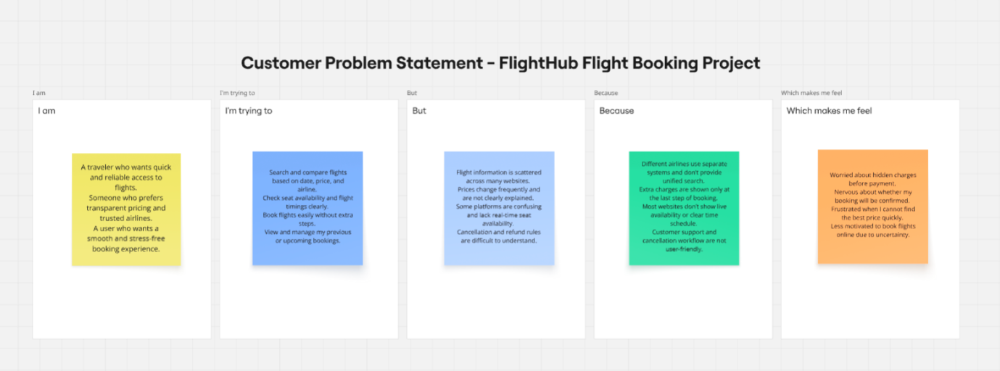 Customer Problem Statement - FlightHub Flight Booking Project
I am
I'm trying to
But
Because
Which makes me feel
I am
I'm trying to
But
Because
Which makes me feel
A traveler who wants quick
and reliable access to
flights.
Someone who prefers
transparent pricing and
trusted airlines.
A user who wants a
smooth and stress-free
booking experience.
Search and compare flights
based on date, price, and
airline.
Check seat availability and flight
timings clearly.
Book flights easily without extra
steps.
View and manage my previous
or upcoming bookings.
Flight information is scattered
across many websites.
Prices change frequently and
are not clearly explained.
Some platforms are confusing
and lack real-time seat
availability.
Cancellation and refund rules
are difficult to understand.
Different airlines use separate
systems and don't provide
unified search.
Extra charges are shown only at
the last step of booking.
Most websites don't show live
availability or clear time
schedule.
Customer support and
cancellation workflow are not
user-friendly.
Worried about hidden charges
before payment.
Nervous about whether my
booking will be confirmed.
Frustrated when I cannot find
the best price quickly.
Less motivated to book flights
online due to uncertainty.